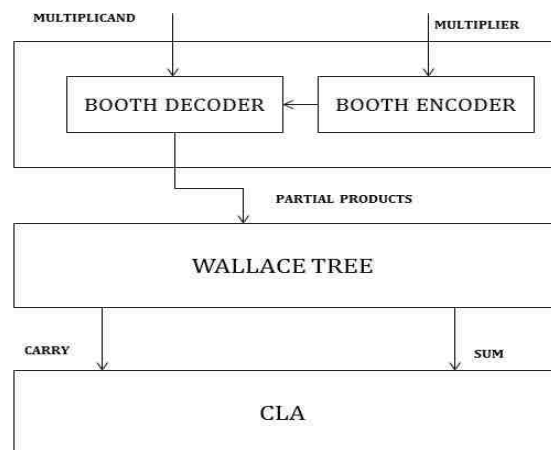 MULTIPLICAND
MULTIPLIER
BOOTH DECODER
BOOTH ENCODER
PARTIAL PRODUCTS
WALLACE TREE
CARRY
SUM
CLA